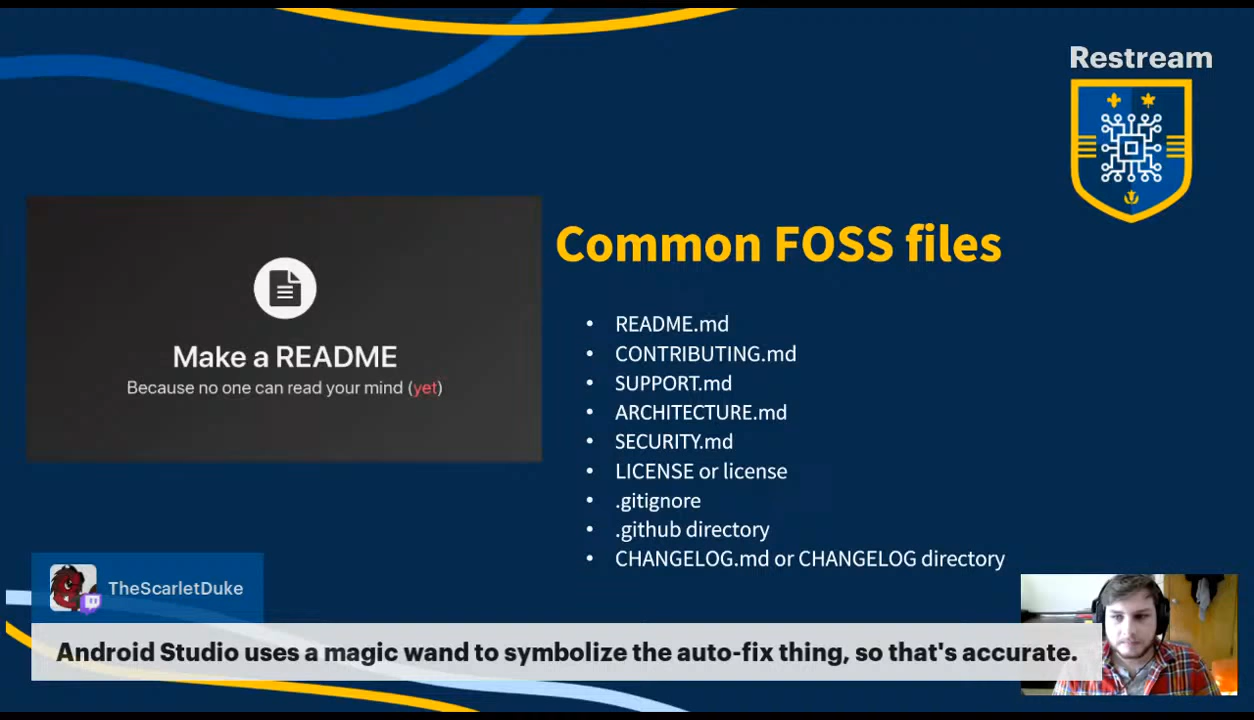 Restream
Make a README
Because no one can read your mind (yet)
Common FOSS files
• README.md
• CONTRIBUTING.md
• SUPPORT.md
• ARCHITECTURE.md
• SECURITY.md
• LICENSE or license
• .gitignore
• .github directory
• CHANGELOG.md or CHANGELOG directory
TheScarletDuke
Android Studio uses a magic wand to symbolize the auto-fix thing, so that's accurate.